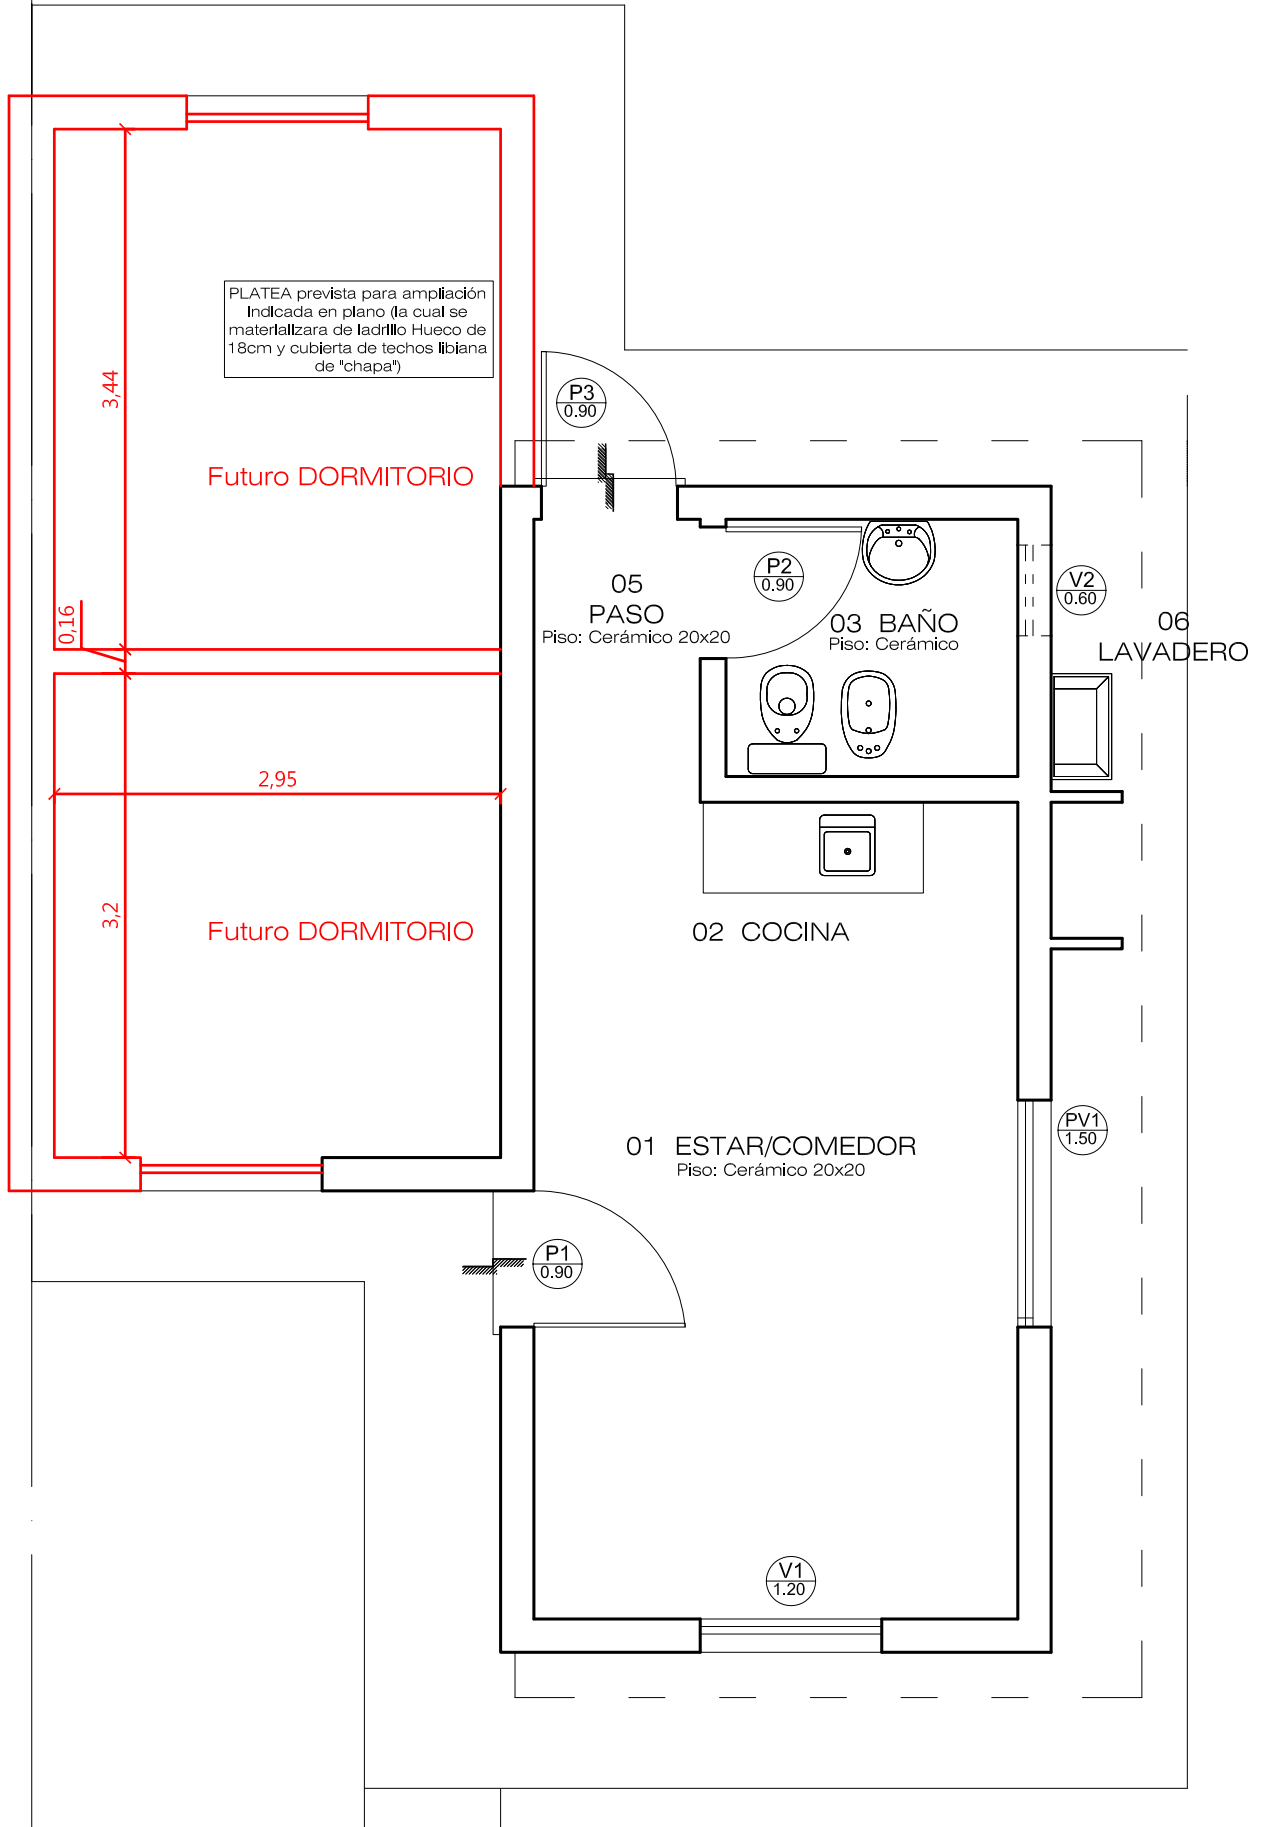 PLATEA prevista para ampliación
Indicada en plano (la cual se
materializara de ladrillo Hueco de
18cm y cubierta de techos libiana
de "chapa")
3,44
P3
0.90
Futuro DORMITORIO
05
PASO
Piso: Cerámico 20x20
P2
0.90
03 BAÑO
Piso: Cerámico
V2
0.60
06
LAVADERO
0,16
2,95
3,2
Futuro DORMITORIO
02 COCINA
01 ESTAR/COMEDOR
Piso: Cerámico 20x20
PV1
1.50
P1
0.90
V1
1.20